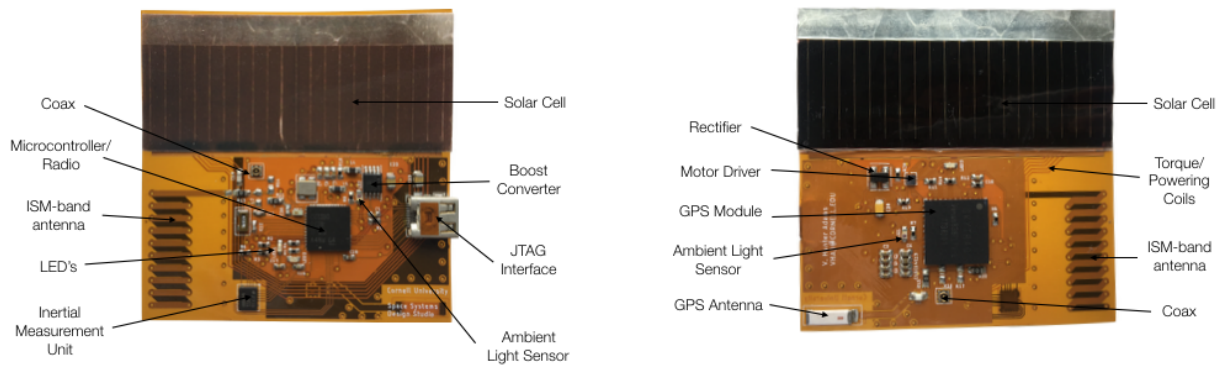 Coax
Microcontroller/
Radio
ISM-band
antenna
LED's
Inertial
Measurement
Unit
Solar Cell
Boost
Converter
JTAG
Interface
Ambient
Light Sensor
Cornell University
Space Systems
Design Studio
Rectifier
Motor Driver
GPS Module
Ambient Light
Sensor
GPS Antenna
Solar Cell
Torque/
Powering
Coils
ISM-band
antenna
Coax